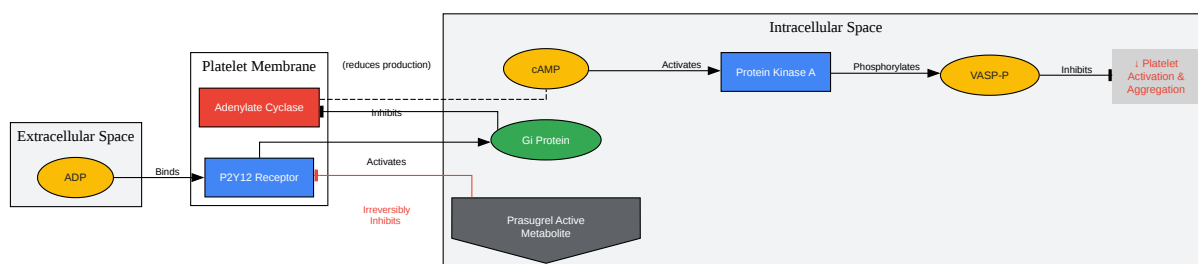 Intracellular Space
Platelet Membrane
(reduces production)
cAMP
Activates
Protein Kinase A
Phosphorylates
VASP-P
Inhibits
↓ Platelet
Activation &
Aggregation
Adenylate Cyclase
Inhibits
Extracellular Space
Gi Protein
ADP
Binds
P2Y12 Receptor
Activates
Irreversibly
Inhibits
Prasugrel Active
Metabolite